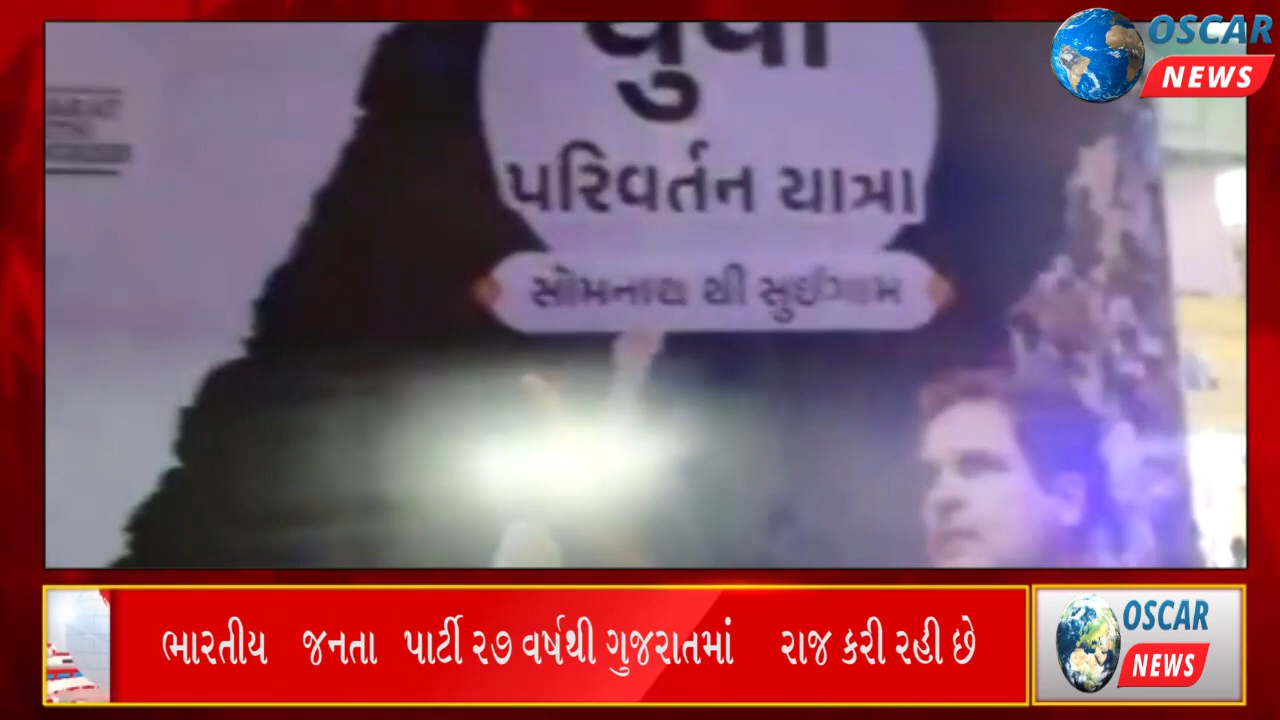 OSCAR
NEWS
યુવા
પરિવર્તન યાત્રા
સોમનાથ થી સુઈગામ
ભારતીય જનતા પાર્ટી ૨૭ વર્ષથી ગુજરાતમાં રાજ કરી રહી છે
OSCAR
NEWS